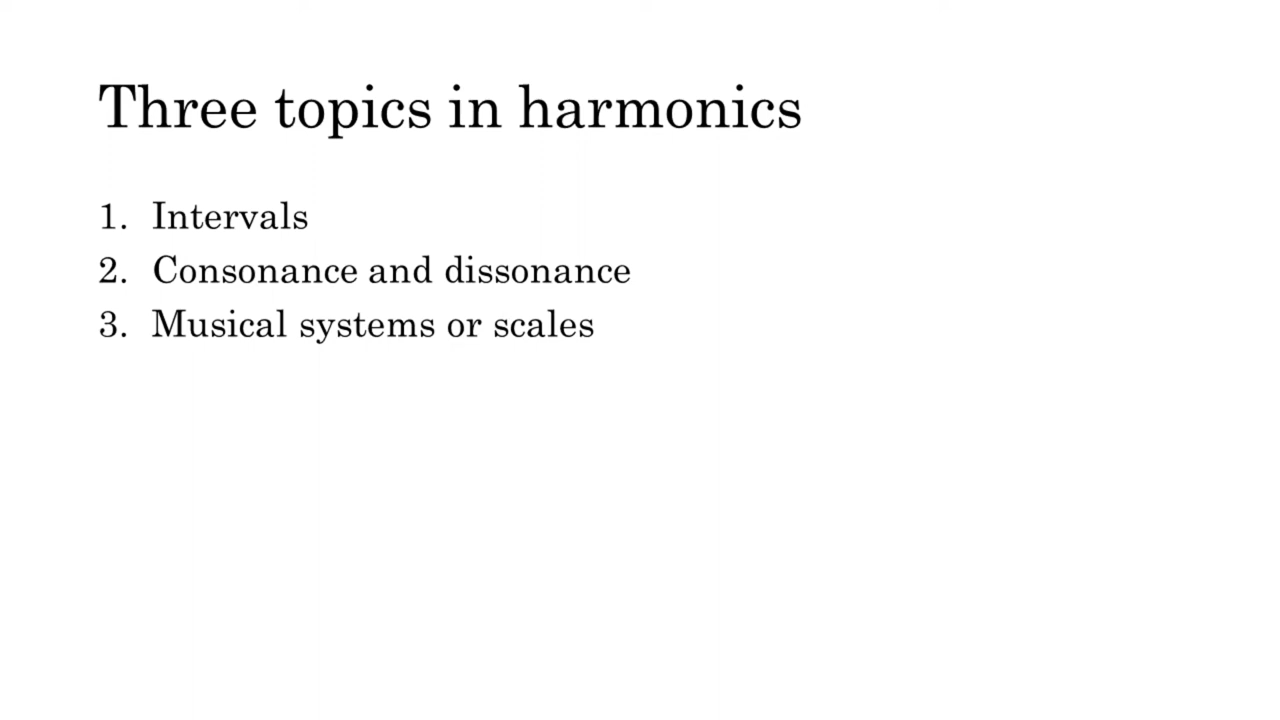 Three topics in harmonics
1. Intervals
2. Consonance and dissonance
3. Musical systems or scales